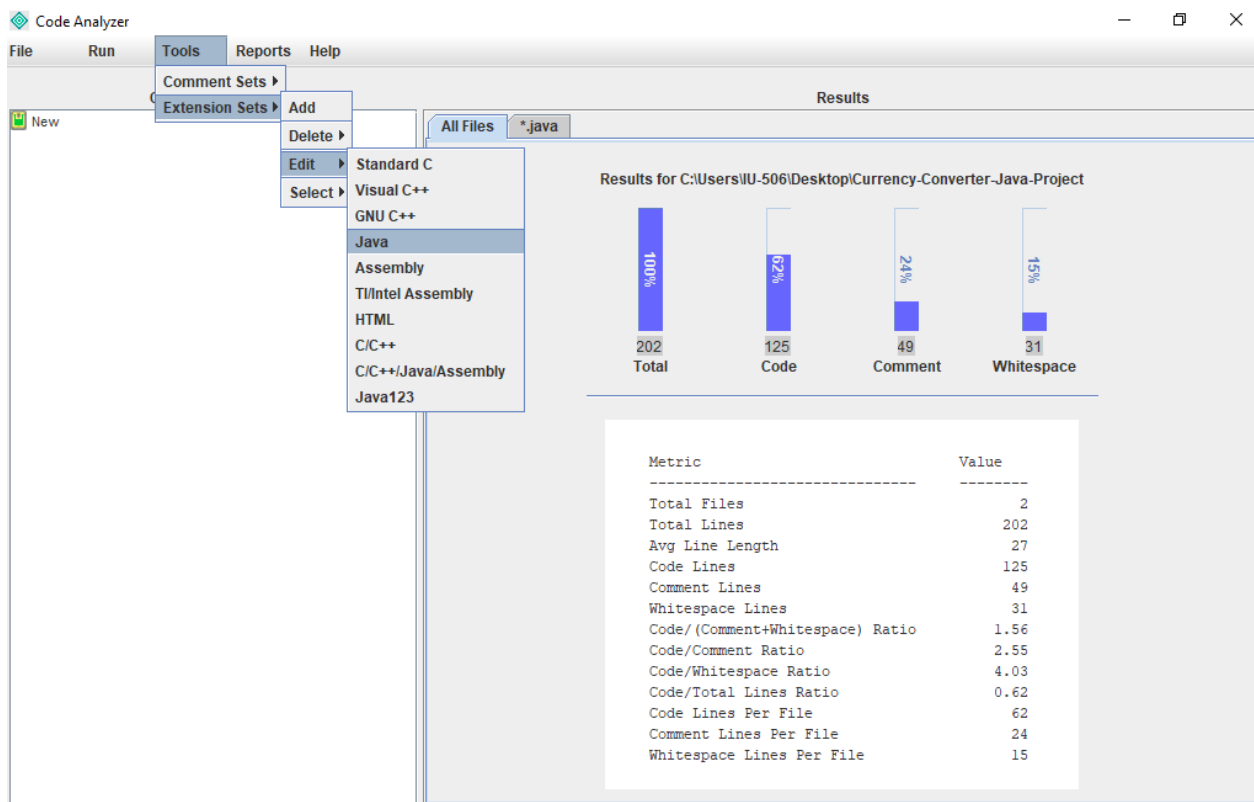 Code Analyzer
File Run Tools Reports Help
Comment Sets
Extension Sets
Add
Delete
Edit
Select
Standard C
Visual C++
GNU C++
Java
Assembly
TI/Intel Assembly
HTML
C/C++
C/C++/Java/Assembly
Java123
New
Results
All Files *.java
Results for C:\Users\IU-506\Desktop\Currency-Converter-Java-Project
100% 62% 24% 15%
202 125 49 31
Total Code Comment Whitespace
Metric Value
------------------------------- --------
Total Files 2
Total Lines 202
Avg Line Length 27
Code Lines 125
Comment Lines 49
Whitespace Lines 31
Code/(Comment+Whitespace) Ratio 1.56
Code/Comment Ratio 2.55
Code/Whitespace Ratio 4.03
Code/Total Lines Ratio 0.62
Code Lines Per File 62
Comment Lines Per File 24
Whitespace Lines Per File 15